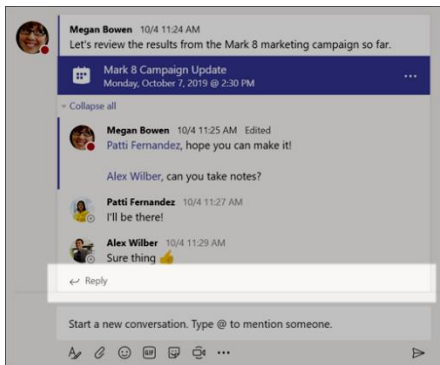 Megan Bowen 10/4 11:24 AM
Let's review the results from the Mark 8 marketing campaign so far.
Mark 8 Campaign Update
Monday, October 7, 2019 @ 2:30 PM
Collapse all
Megan Bowen 10/4 11:25 AM Edited
Patti Fernandez, hope you can make it!
Alex Wilber, can you take notes?
Patti Fernandez 10/4 11:27 AM
I'll be there!
Alex Wilber 10/4 11:29 AM
Sure thing 👍
Reply
Start a new conversation. Type @ to mention someone.
GIF